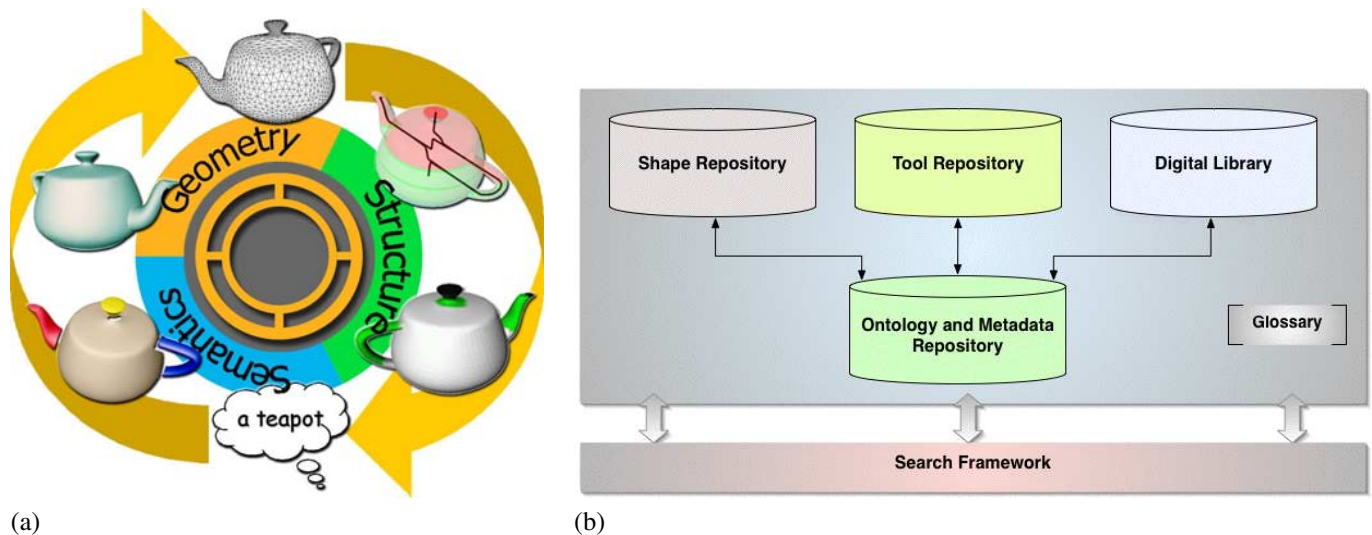 Geometry
Structure
Semantics
a teapot
(a)
Shape Repository
Tool Repository
Digital Library
Ontology and Metadata
Repository
Glossary
Search Framework
(b)